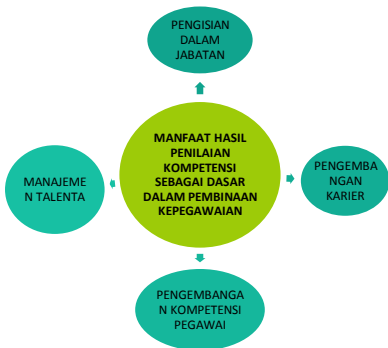 PENGISIAN
DALAM
JABATAN
MANFAAT HASIL
PENILAIAN
KOMPETENSI
SEBAGAI DASAR
DALAM PEMBINAAN
KEPEGAWAIAN
MANAJEME
N TALENTA
PENGEMBA
NGAN
KARIER
PENGEMBANGA
N KOMPETENSI
PEGAWAI